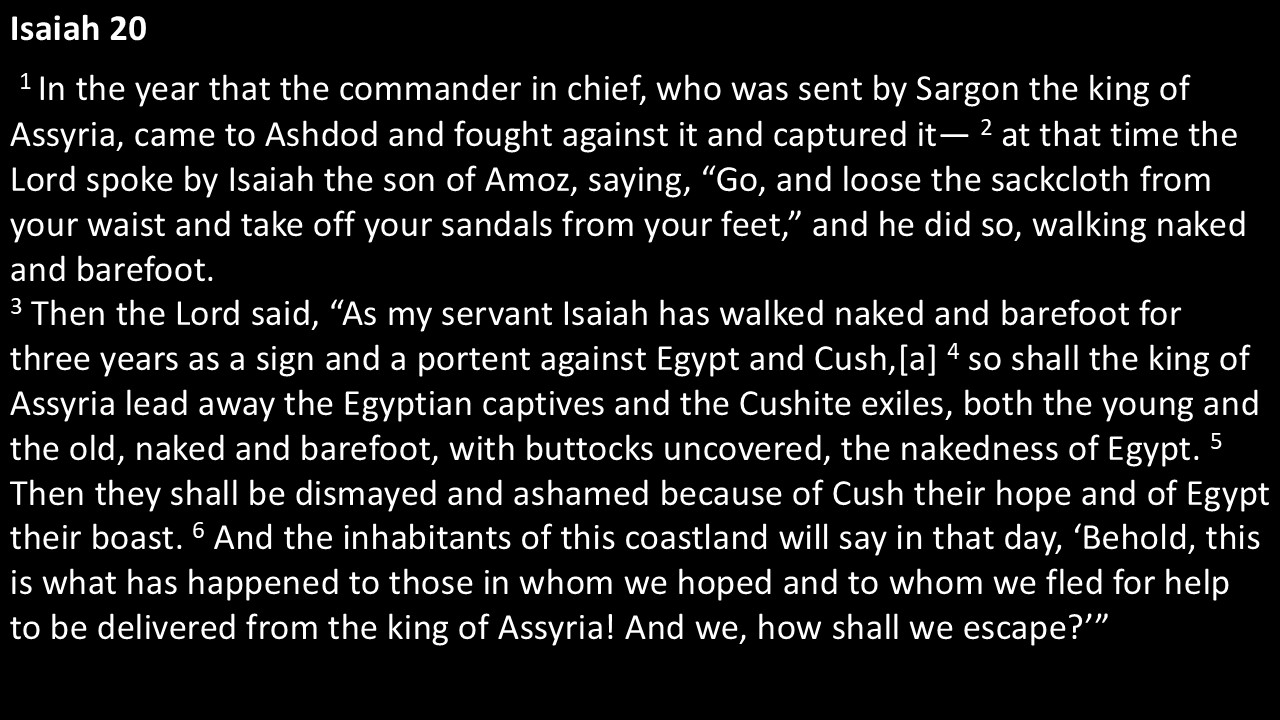 Isaiah 20
1 In the year that the commander in chief, who was sent by Sargon the king of
Assyria, came to Ashdod and fought against it and captured it— 2 at that time the
Lord spoke by Isaiah the son of Amoz, saying, “Go, and loose the sackcloth from
your waist and take off your sandals from your feet,” and he did so, walking naked
and barefoot.
3 Then the Lord said, “As my servant Isaiah has walked naked and barefoot for
three years as a sign and a portent against Egypt and Cush,[a] 4 so shall the king of
Assyria lead away the Egyptian captives and the Cushite exiles, both the young and
the old, naked and barefoot, with buttocks uncovered, the nakedness of Egypt. 5
Then they shall be dismayed and ashamed because of Cush their hope and of Egypt
their boast. 6 And the inhabitants of this coastland will say in that day, ‘Behold, this
is what has happened to those in whom we hoped and to whom we fled for help
to be delivered from the king of Assyria! And we, how shall we escape?’”